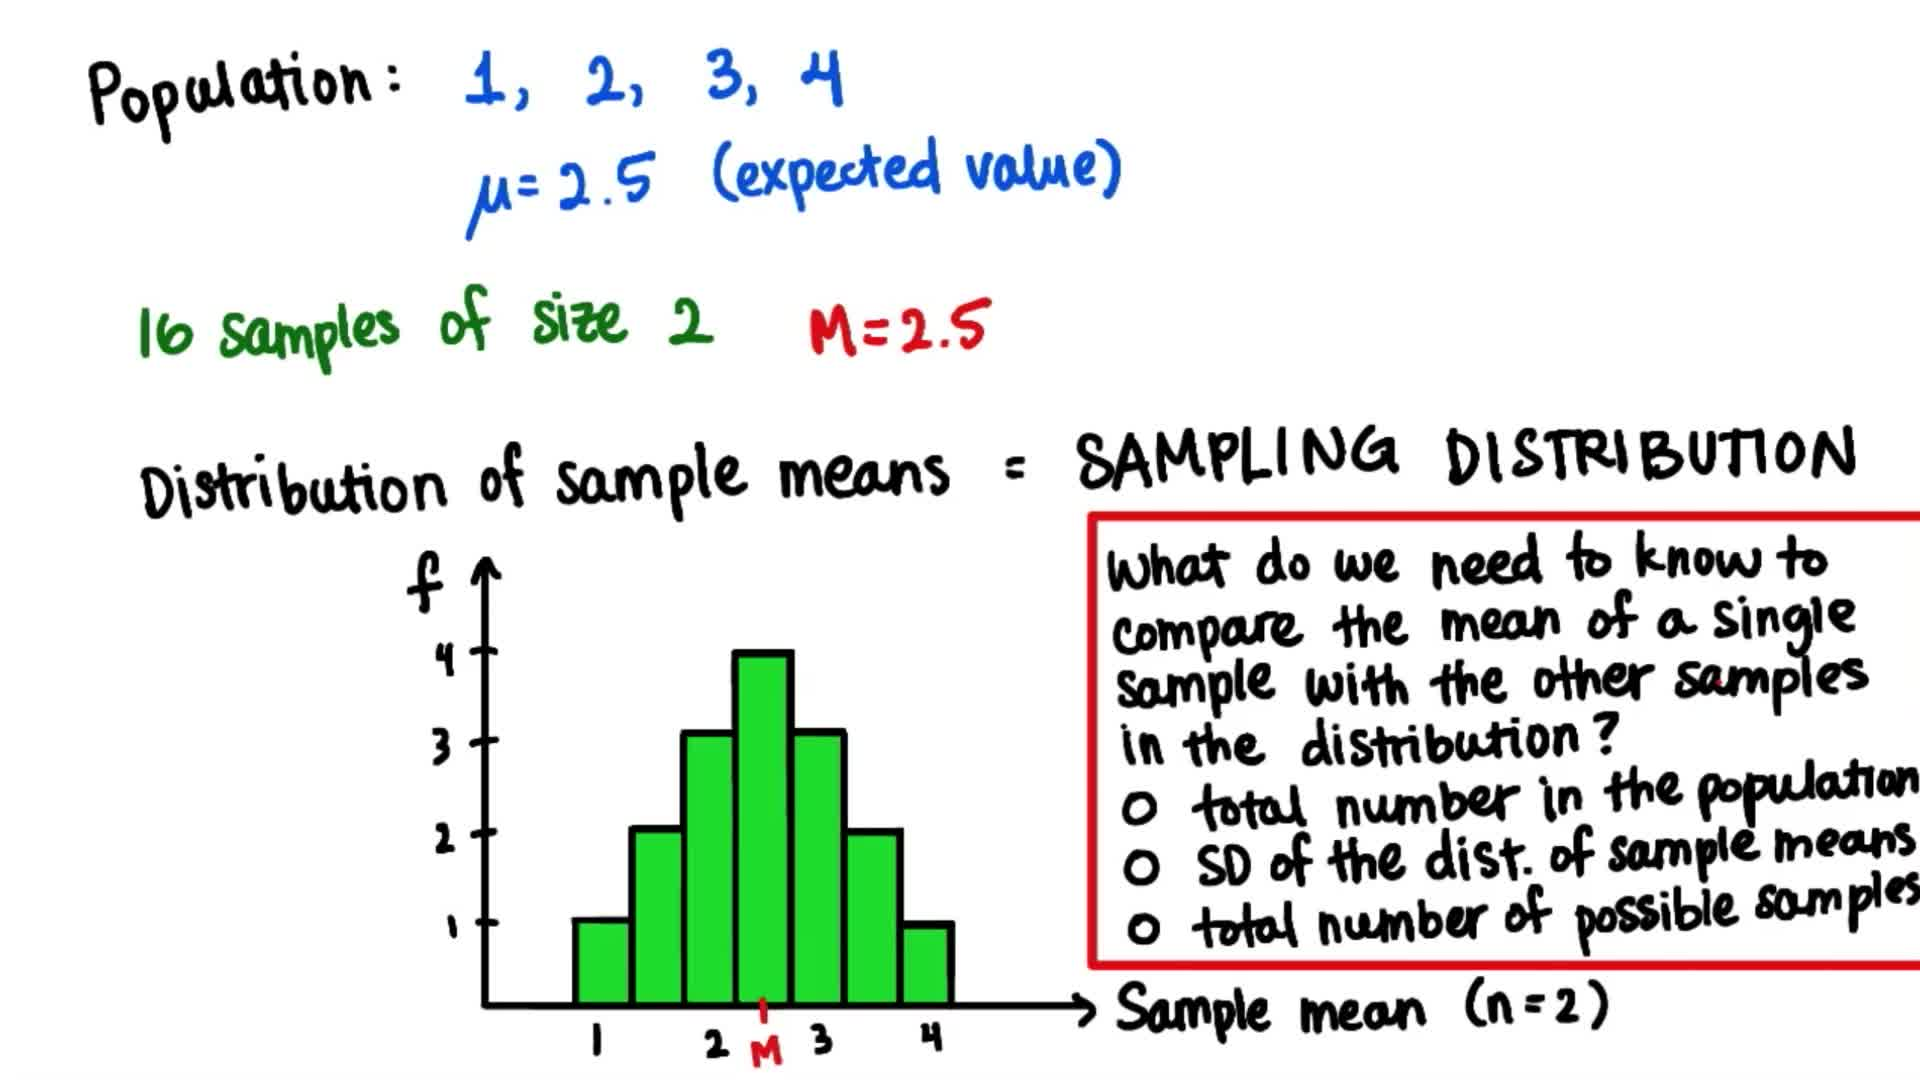 Population: 1, 2, 3, 4
μ=2.5 (expected value)
16 samples of size 2 M=2.5
Distribution of sample means = SAMPLING DISTRIBUTION
f
4
3
2
1
1 2 M 3 4
Sample mean (n=2)
What do we need to know to
compare the mean of a single
sample with the other samples
in the distribution?
O total number in the population
O SD of the dist. of sample means
O total number of possible samples